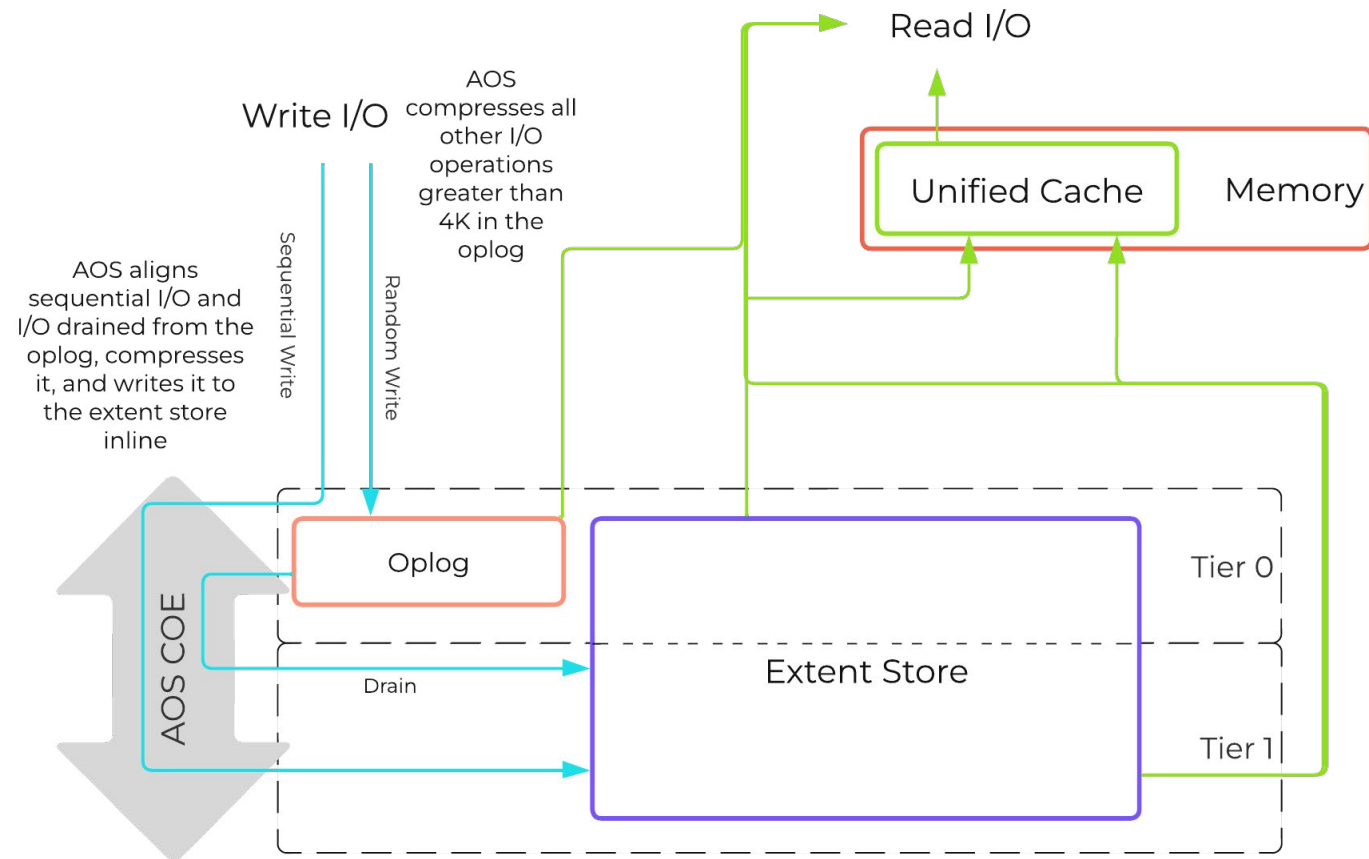 Read I/O
Write I/O
AOS
compresses all
other I/O
operations
greater than
4K in the
oplog
Unified Cache
Memory
Sequential Write
Random Write
AOS aligns
sequential I/O and
I/O drained from the
oplog, compresses
it, and writes it to
the extent store
inline
Oplog
Tier 0
AOS COE
Extent Store
Drain
Tier 1